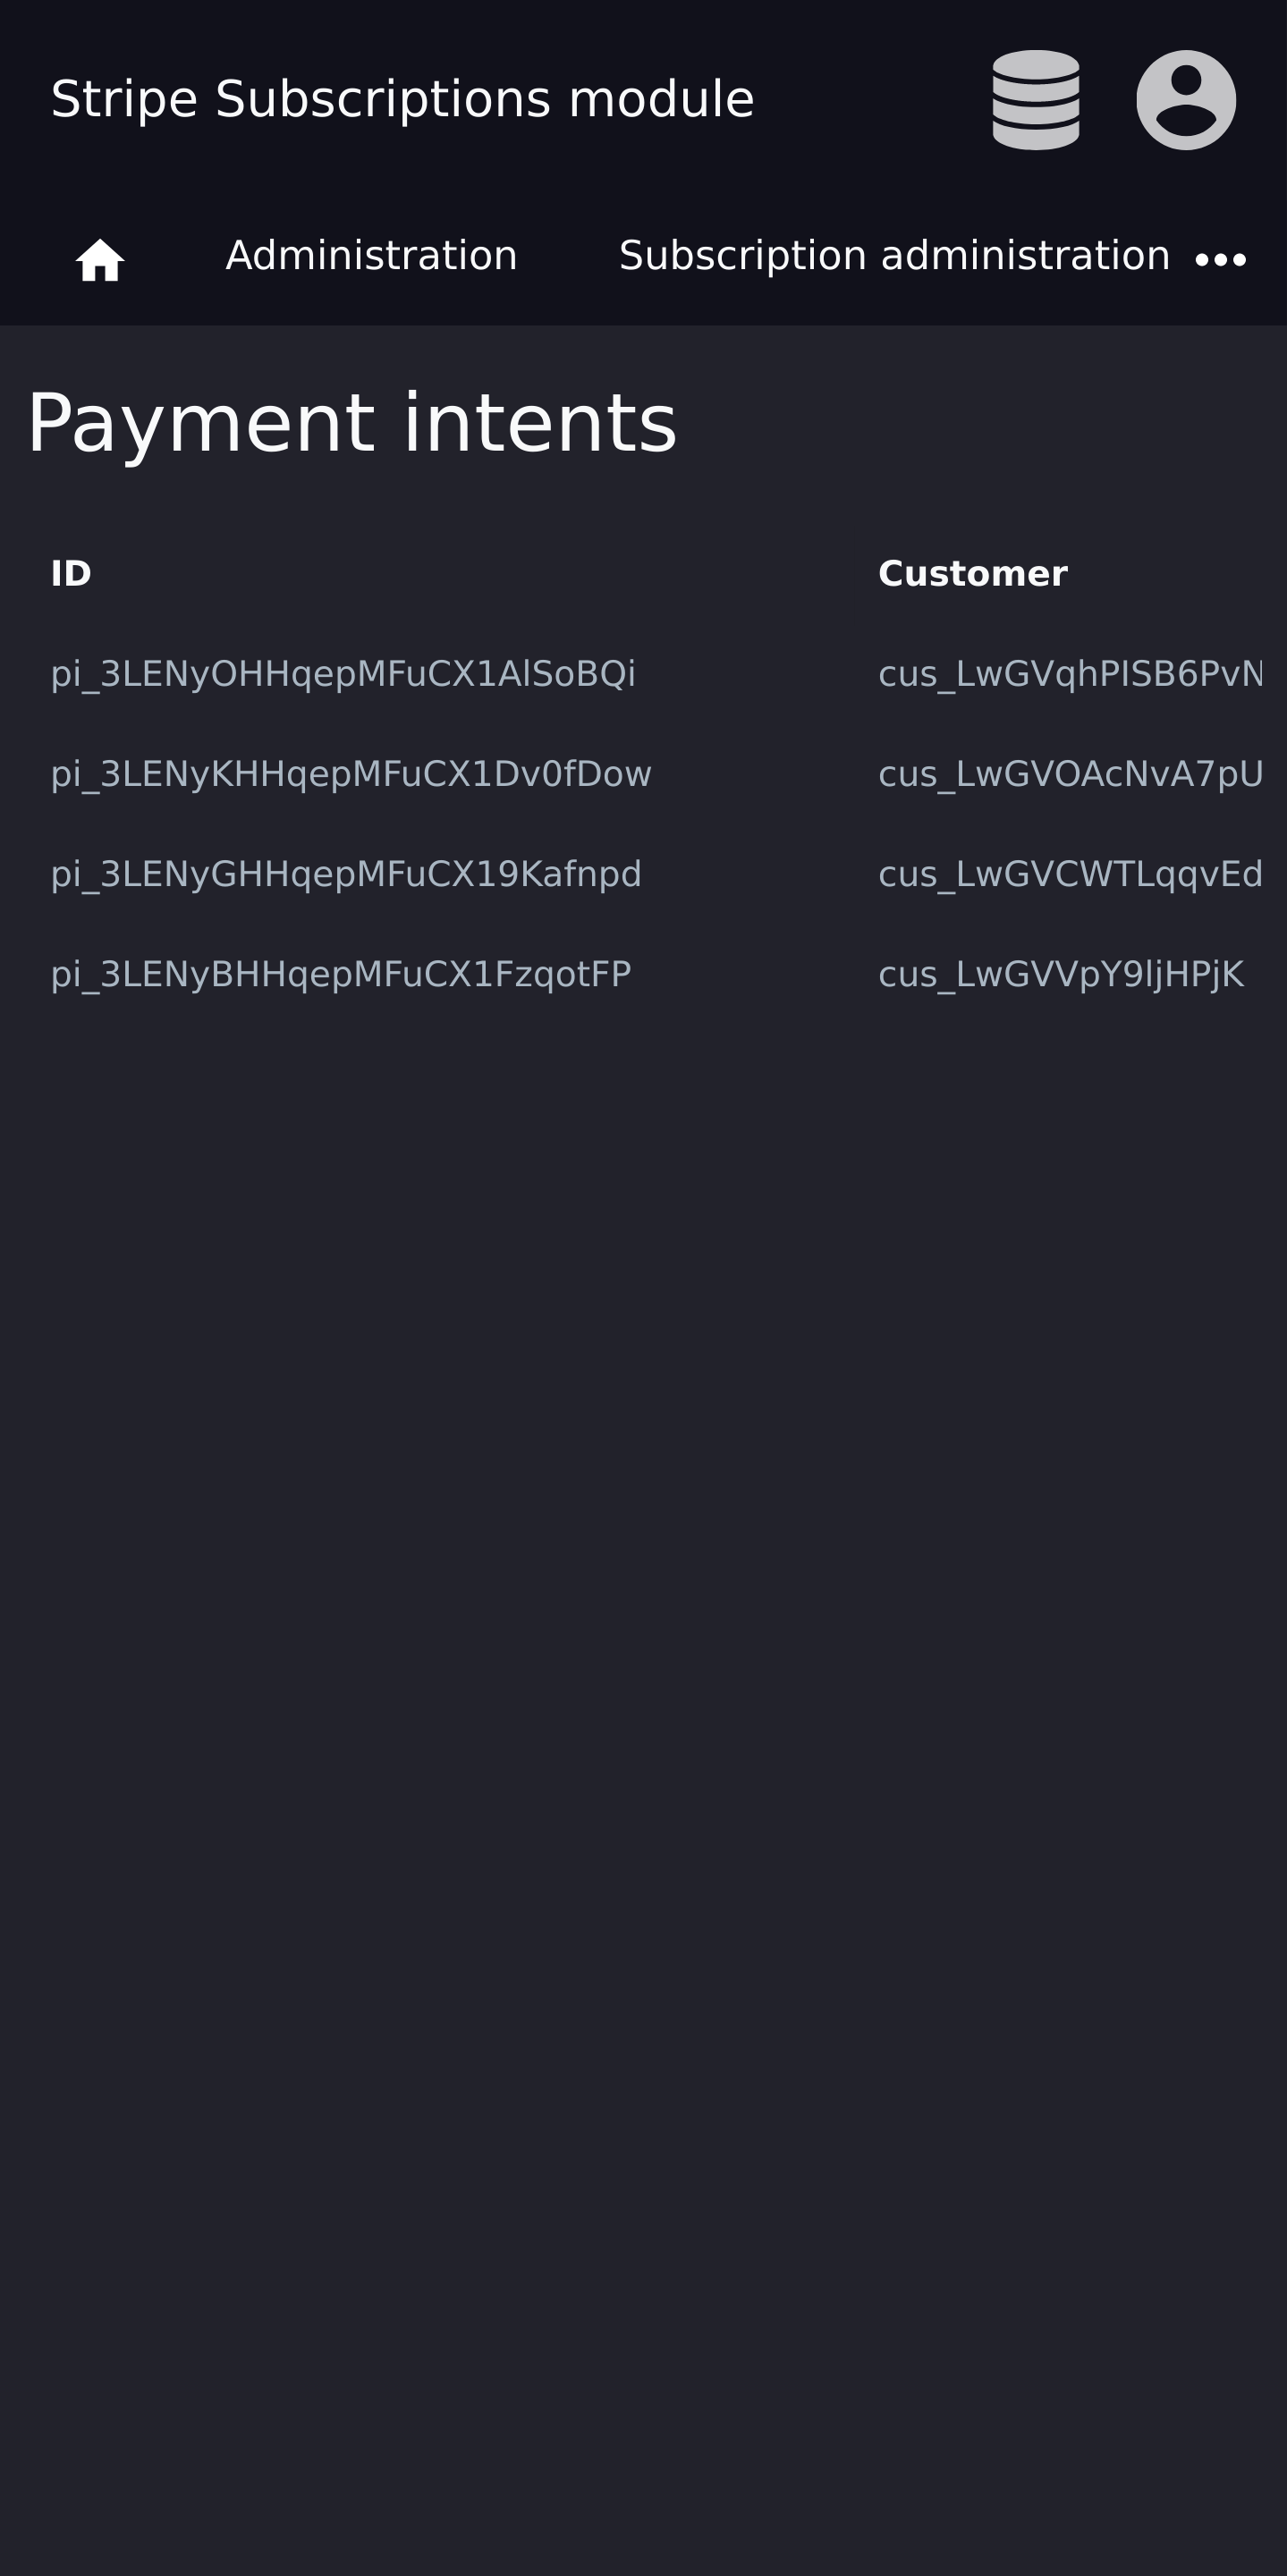 Stripe Subscriptions module
Administration Subscription administration
Payment intents
ID Customer
pi_3LENyOHHqepMFuCX1AlSoBQi cus_LwGVqhPISB6PvN
pi_3LENyKHHqepMFuCX1Dv0fDow cus_LwGVOAcNvA7pU
pi_3LENyGHHqepMFuCX19Kafnpd cus_LwGVCWTLqqvEd
pi_3LENyBHHqepMFuCX1FzqotFP cus_LwGVVpY9ljHPjK